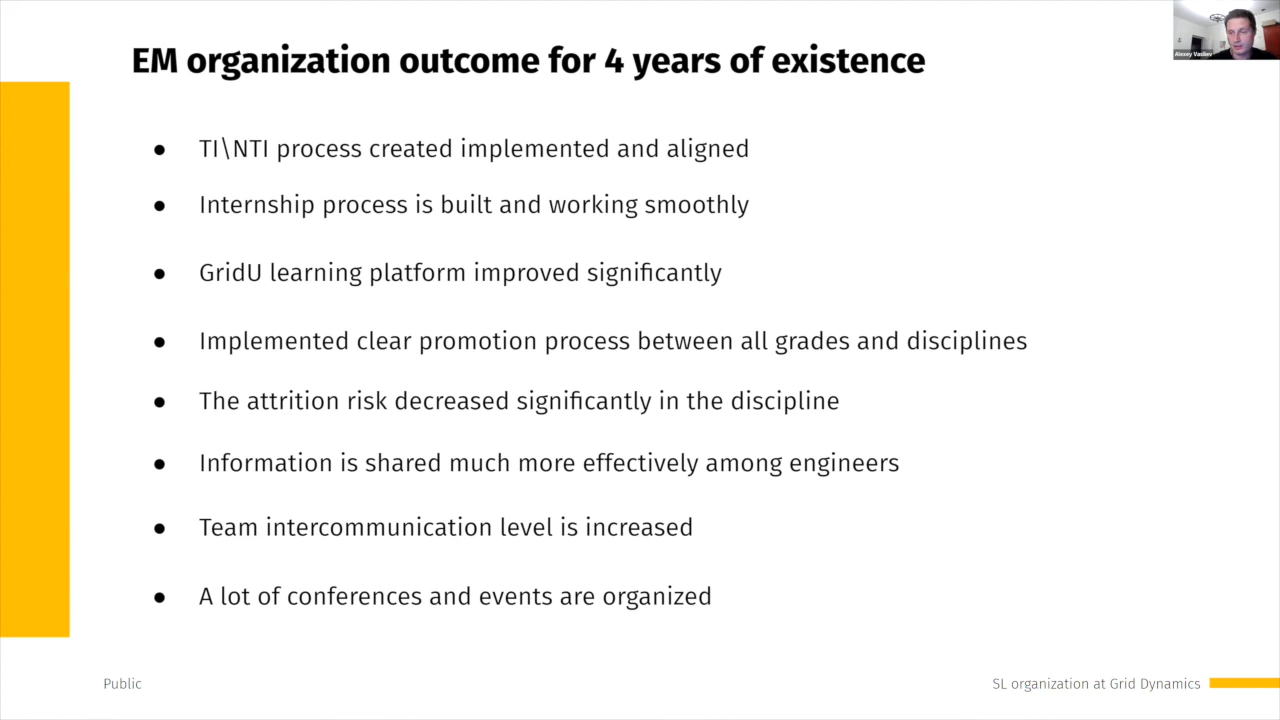 Alexey Vasilev
EM organization outcome for 4 years of existence
● TI\NTI process created implemented and aligned
● Internship process is built and working smoothly
● GridU learning platform improved significantly
● Implemented clear promotion process between all grades and disciplines
● The attrition risk decreased significantly in the discipline
● Information is shared much more effectively among engineers
● Team intercommunication level is increased
● A lot of conferences and events are organized
Public
SL organization at Grid Dynamics